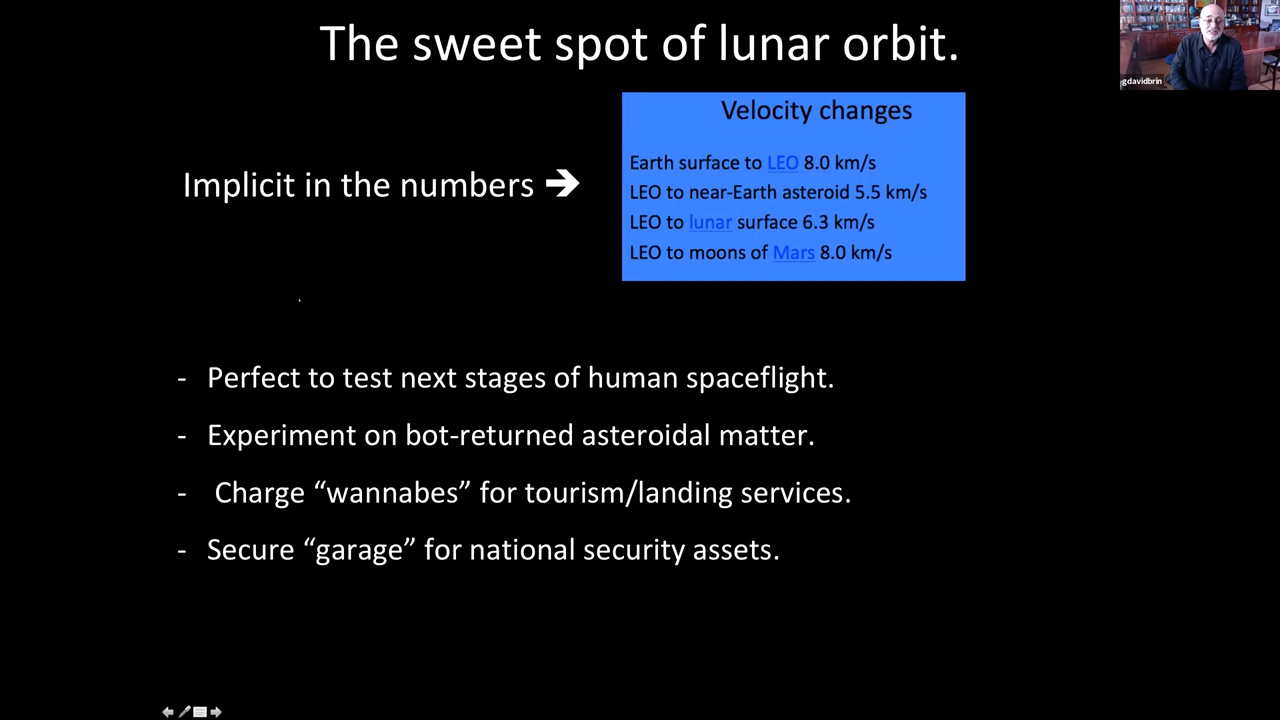 The sweet spot of lunar orbit.
gdavidbrin
Velocity changes
Implicit in the numbers ➔
Earth surface to LEO 8.0 km/s
LEO to near-Earth asteroid 5.5 km/s
LEO to lunar surface 6.3 km/s
LEO to moons of Mars 8.0 km/s
- Perfect to test next stages of human spaceflight.
- Experiment on bot-returned asteroidal matter.
- Charge “wannabes” for tourism/landing services.
- Secure “garage” for national security assets.